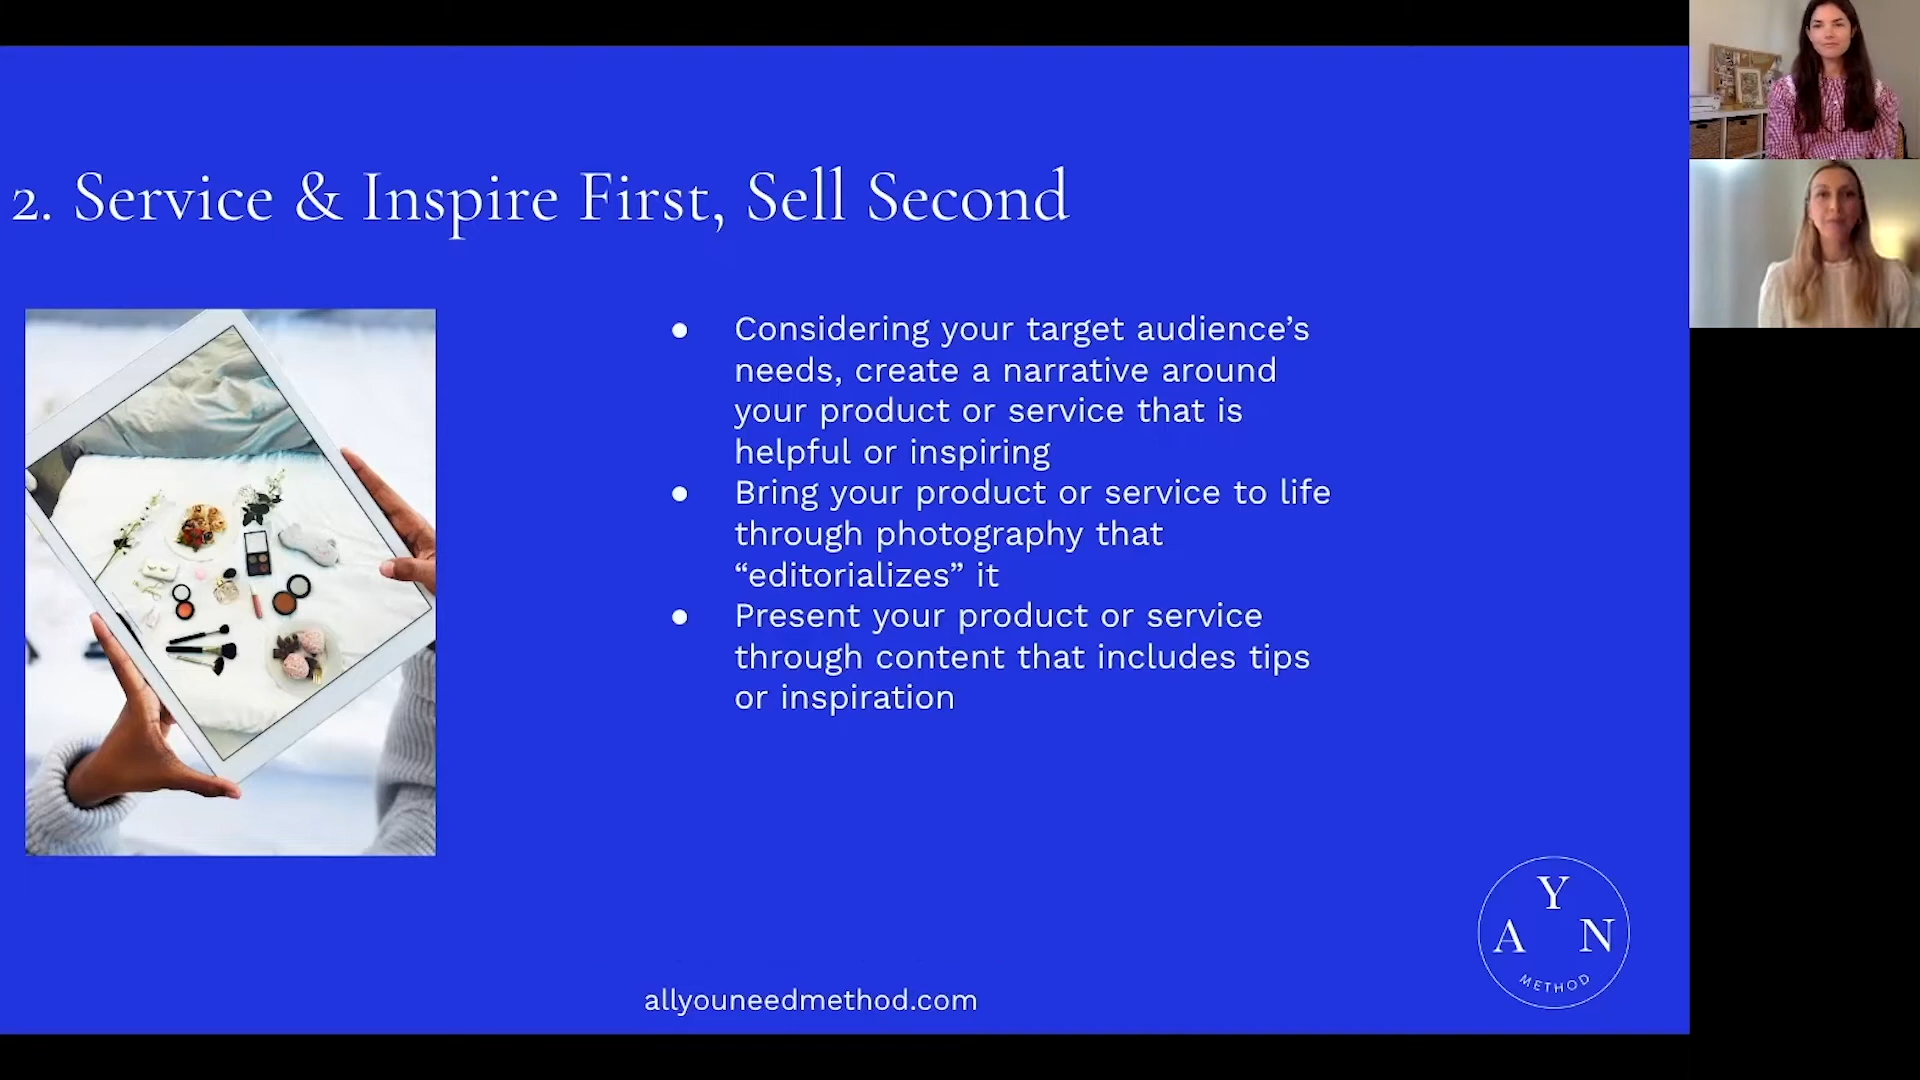 2. Service & Inspire First, Sell Second
● Considering your target audience’s
needs, create a narrative around
your product or service that is
helpful or inspiring
● Bring your product or service to life
through photography that
“editorializes” it
● Present your product or service
through content that includes tips
or inspiration
allyouneedmethod.com
Y
A N
METHOD